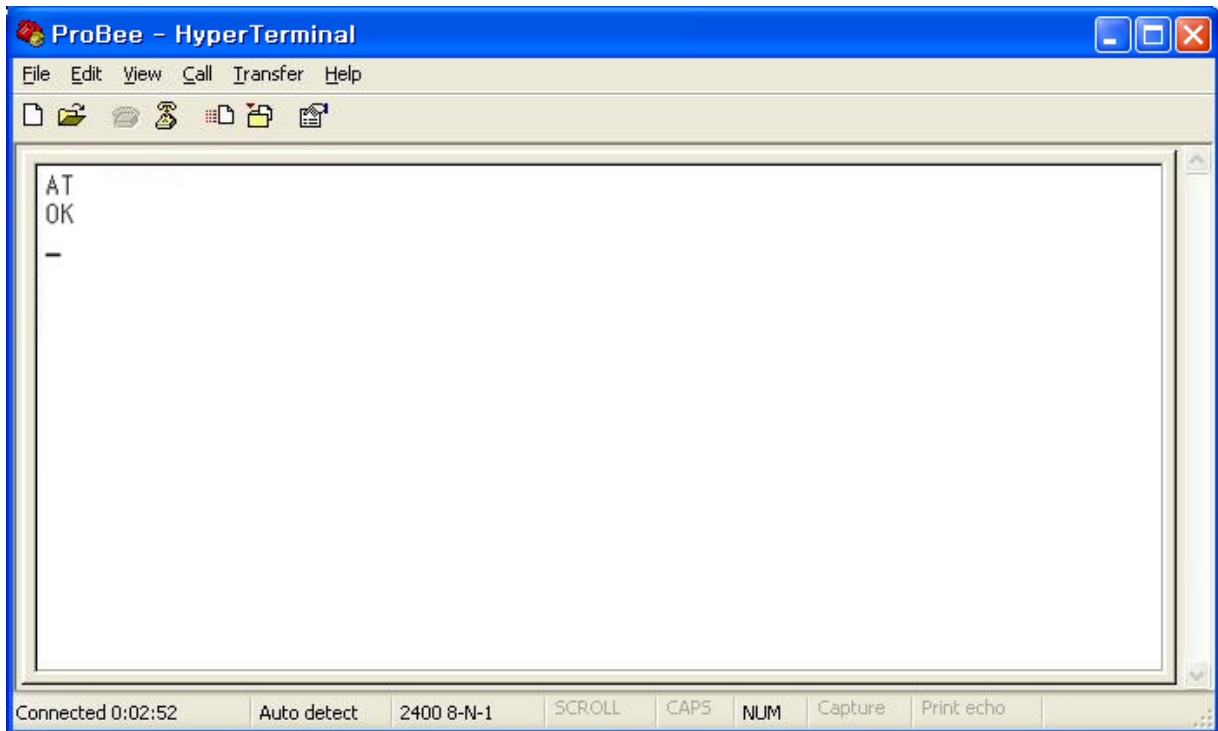 ProBee - HyperTerminal
File Edit View Call Transfer Help
AT
OK
_
Connected 0:02:52 Auto detect 2400 8-N-1 SCROLL CAPS NUM Capture Print echo